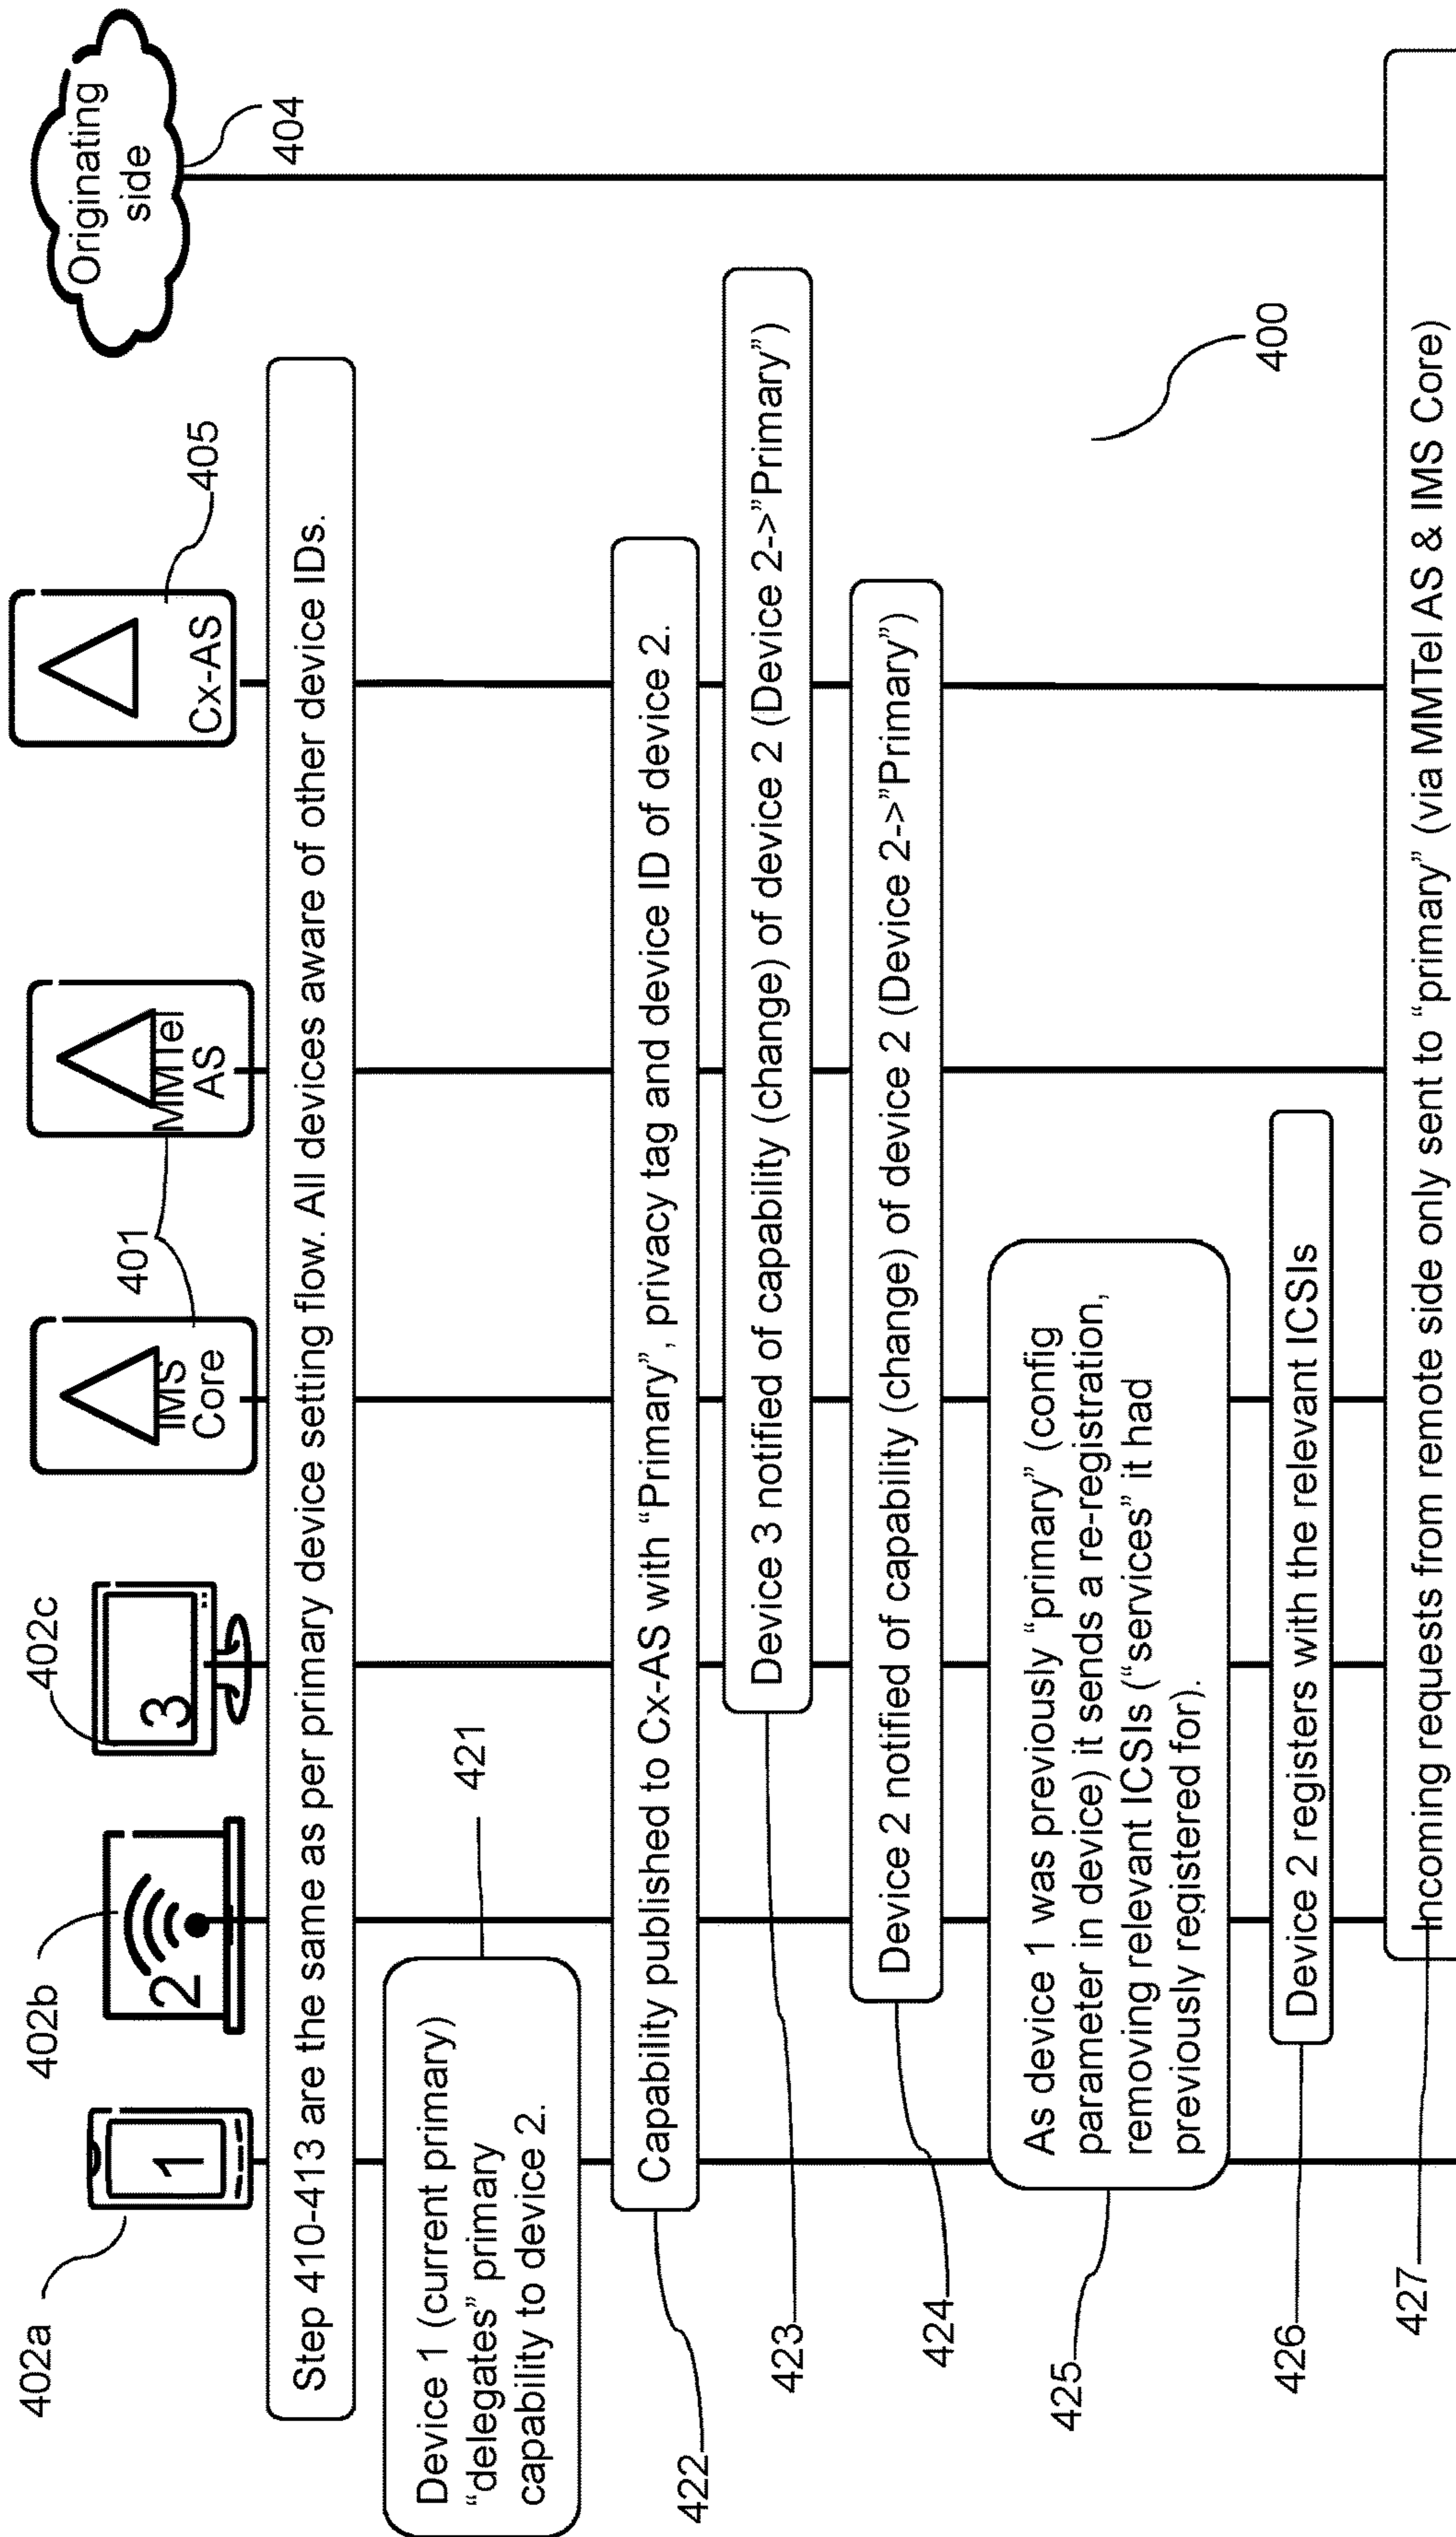 402a
402b
402c
401
405
404
1
2
3
IMS
Core
MMTel
AS
Cx-AS
Originating
side
Step 410-413 are the same as per primary device setting flow. All devices aware of other device IDs.
421
Device 1 (current primary)
“delegates” primary
capability to device 2.
422
Capability published to Cx-AS with “Primary”, privacy tag and device ID of device 2.
423
Device 3 notified of capability (change) of device 2 (Device 2->”Primary”)
424
Device 2 notified of capability (change) of device 2 (Device 2->”Primary”)
400
425
As device 1 was previously “primary” (config
parameter in device) it sends a re-registration,
removing relevant ICSIs (“services” it had
previously registered for).
426
Device 2 registers with the relevant ICSIs
427
Incoming requests from remote side only sent to “primary” (via MMTel AS & IMS Core)